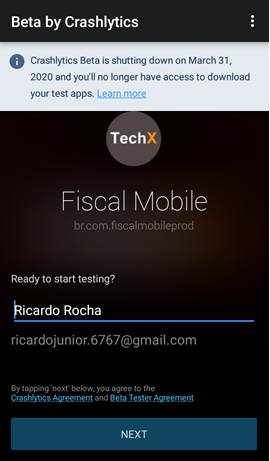 Beta by Crashlytics
Crashlytics Beta is shutting down on March 31,
2020 and you'll no longer have access to download
your test apps. Learn more
TechX
Fiscal Mobile
br.com.fiscalmobileprod
Ready to start testing?
Ricardo Rocha
ricardojunior.6767@gmail.com
By tapping 'next' below, you agree to the
Crashlytics Agreement and Beta Tester Agreement
NEXT